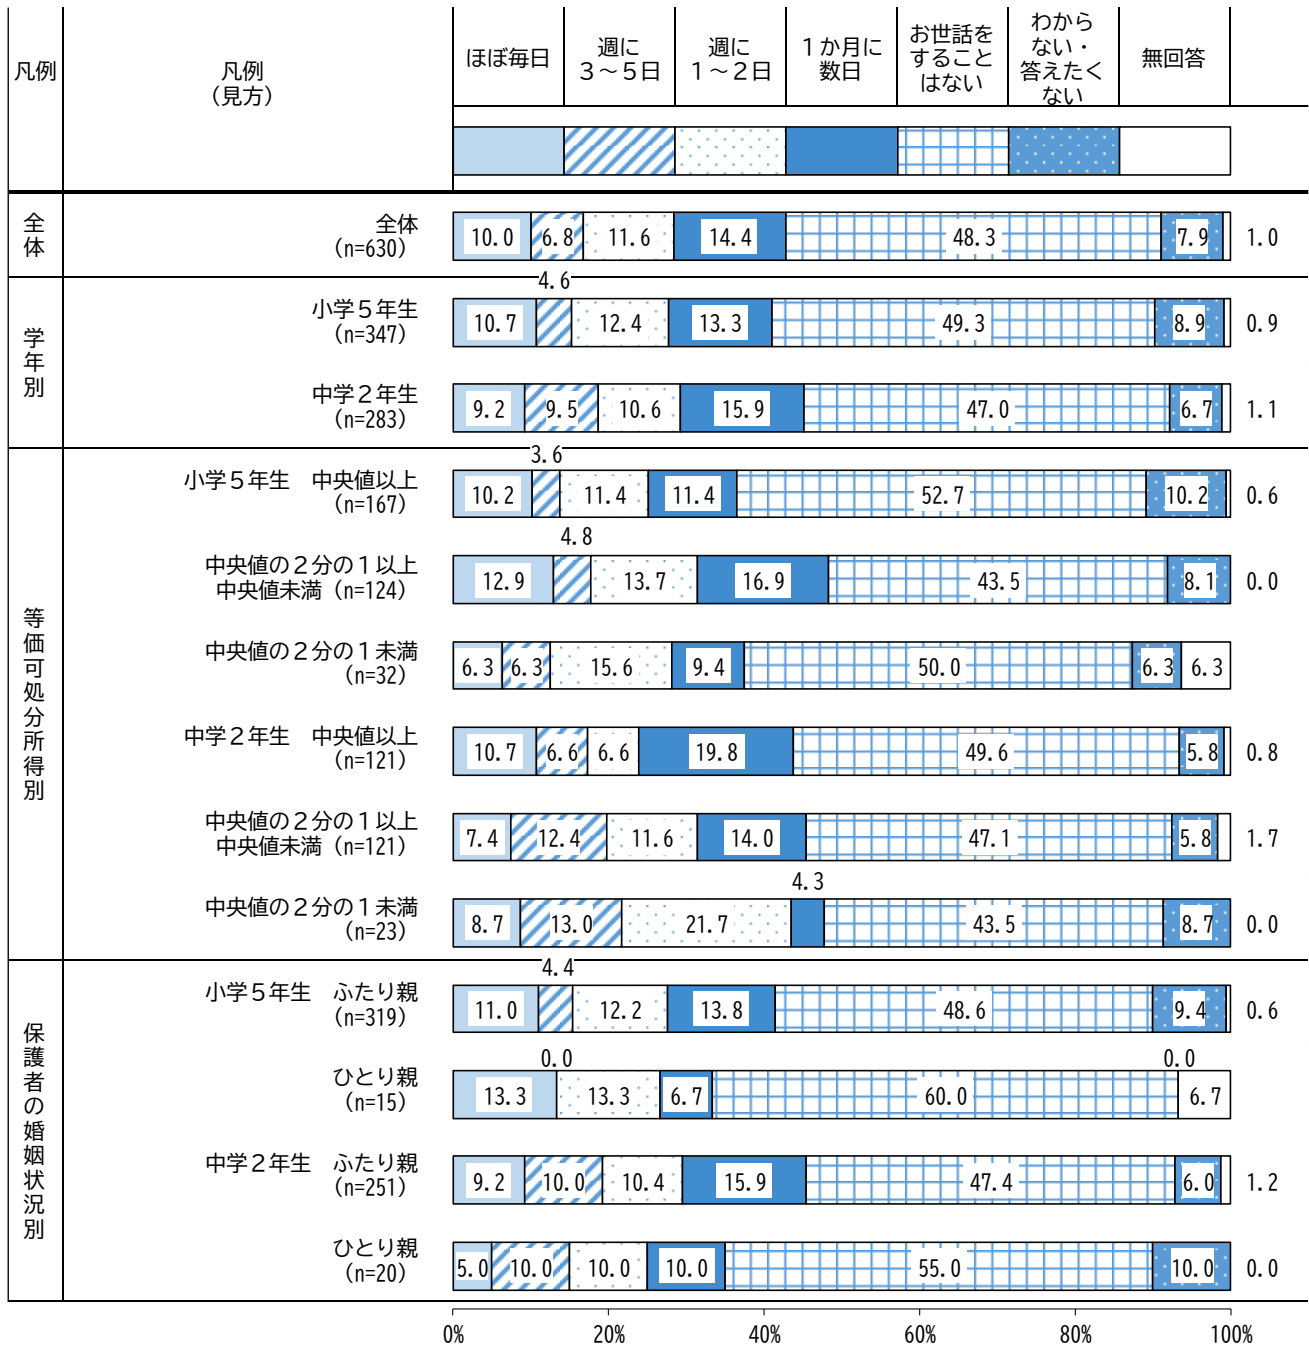 凡例
凡例
（見方）
ほぼ毎日
週に
３～５日
週に
１～２日
１か月に
数日
お世話を
すること
はない
わから
ない・
答えたく
ない
無回答
全体
全体
(n=630)
10.0 6.8 11.6 14.4 48.3 7.9 1.0
学年別
4.6
小学５年生
(n=347)
10.7 12.4 13.3 49.3 8.9 0.9
中学２年生
(n=283)
9.2 9.5 10.6 15.9 47.0 6.7 1.1
等価可処分所得別
3.6
小学５年生　中央値以上
(n=167)
10.2 11.4 11.4 52.7 10.2 0.6
4.8
中央値の２分の１以上
中央値未満 (n=124)
12.9 13.7 16.9 43.5 8.1 0.0
中央値の２分の１未満
(n=32)
6.3 6.3 15.6 9.4 50.0 6.3 6.3
中学２年生　中央値以上
(n=121)
10.7 6.6 6.6 19.8 49.6 5.8 0.8
中央値の２分の１以上
中央値未満 (n=121)
7.4 12.4 11.6 14.0 47.1 5.8 1.7
4.3
中央値の２分の１未満
(n=23)
8.7 13.0 21.7 43.5 8.7 0.0
保護者の婚姻状況別
4.4
小学５年生　ふたり親
(n=319)
11.0 12.2 13.8 48.6 9.4 0.6
0.0 0.0
ひとり親
(n=15)
13.3 13.3 6.7 60.0 6.7
中学２年生　ふたり親
(n=251)
9.2 10.0 10.4 15.9 47.4 6.0 1.2
ひとり親
(n=20)
5.0 10.0 10.0 10.0 55.0 10.0 0.0
0% 20% 40% 60% 80% 100%